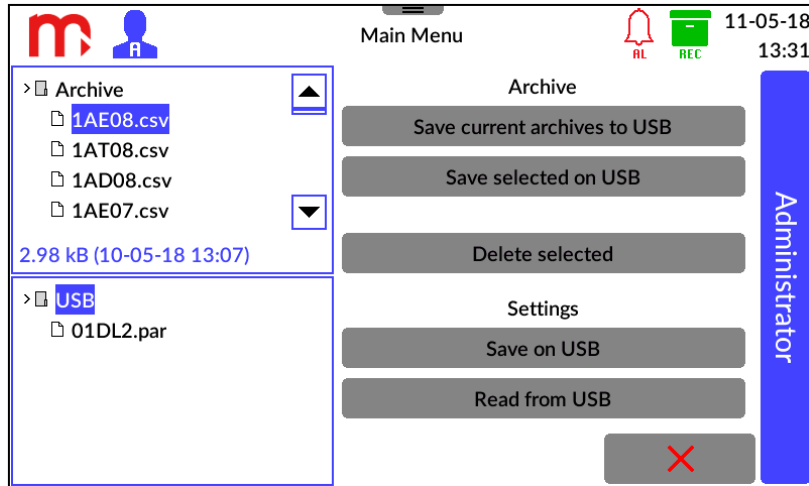 m
A
Main Menu
AL
REC
11-05-18
13:31
Archive
1AE08.csv
1AT08.csv
1AD08.csv
1AE07.csv
2.98 kB (10-05-18 13:07)
USB
01DL2.par
Archive
Save current archives to USB
Save selected on USB
Delete selected
Settings
Save on USB
Read from USB
Administrator